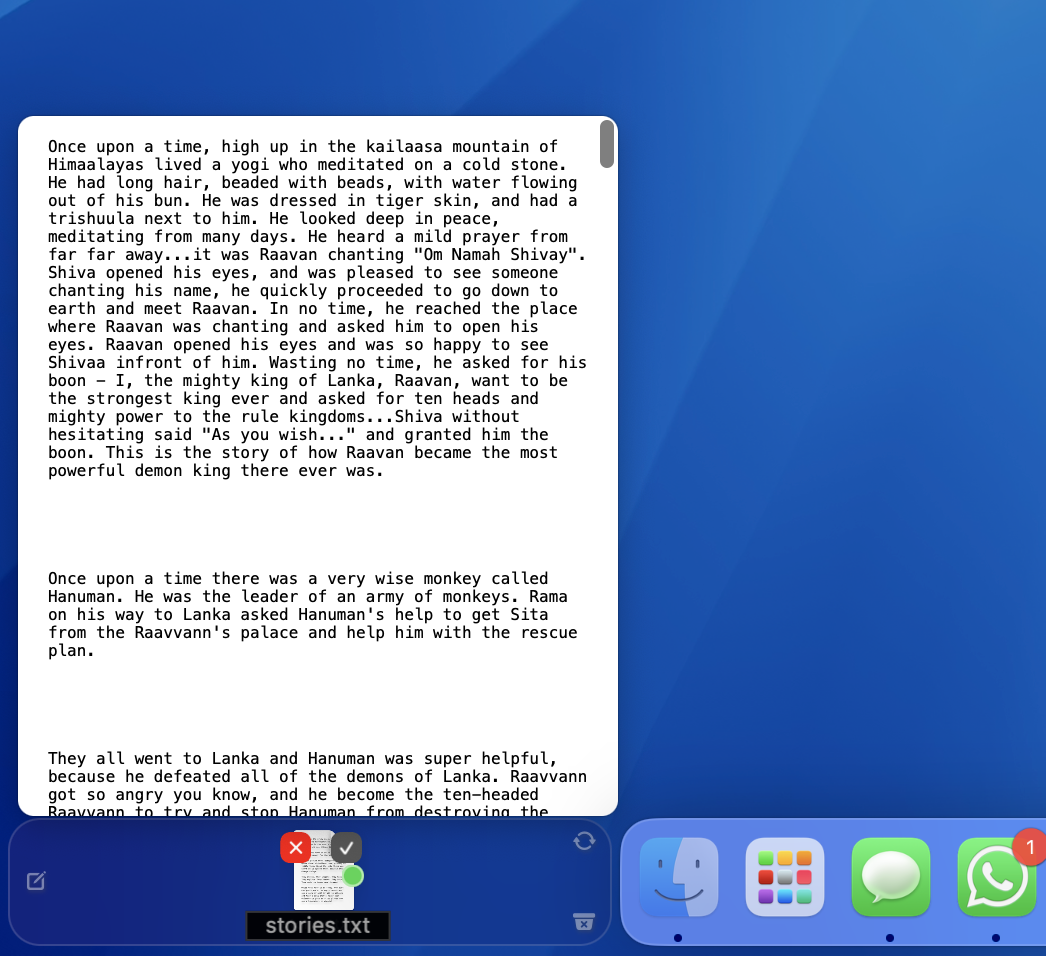 Once upon a time, high up in the kailaasa mountain of
Himaalayas lived a yogi who meditated on a cold stone.
He had long hair, beaded with beads, with water flowing
out of his bun. He was dressed in tiger skin, and had a
trishuula next to him. He looked deep in peace,
meditating from many days. He heard a mild prayer from
far far away...it was Raavan chanting "Om Namah Shivay".
Shiva opened his eyes, and was pleased to see someone
chanting his name, he quickly proceeded to go down to
earth and meet Raavan. In no time, he reached the place
where Raavan was chanting and asked him to open his
eyes. Raavan opened his eyes and was so happy to see
Shivaa infront of him. Wasting no time, he asked for his
boon – I, the mighty king of Lanka, Raavan, want to be
the strongest king ever and asked for ten heads and
mighty power to the rule kingdoms...Shiva without
hesitating said "As you wish..." and granted him the
boon. This is the story of how Raavan became the most
powerful demon king there ever was.
Once upon a time there was a very wise monkey called
Hanuman. He was the leader of an army of monkeys. Rama
on his way to Lanka asked Hanuman's help to get Sita
from the Raavvann's palace and help him with the rescue
plan.
They all went to Lanka and Hanuman was super helpful,
because he defeated all of the demons of Lanka. Raavvann
got so angry you know, and he become the ten-headed
Raavvann to try and stop Hanuman from destroying the
stories.txt
1